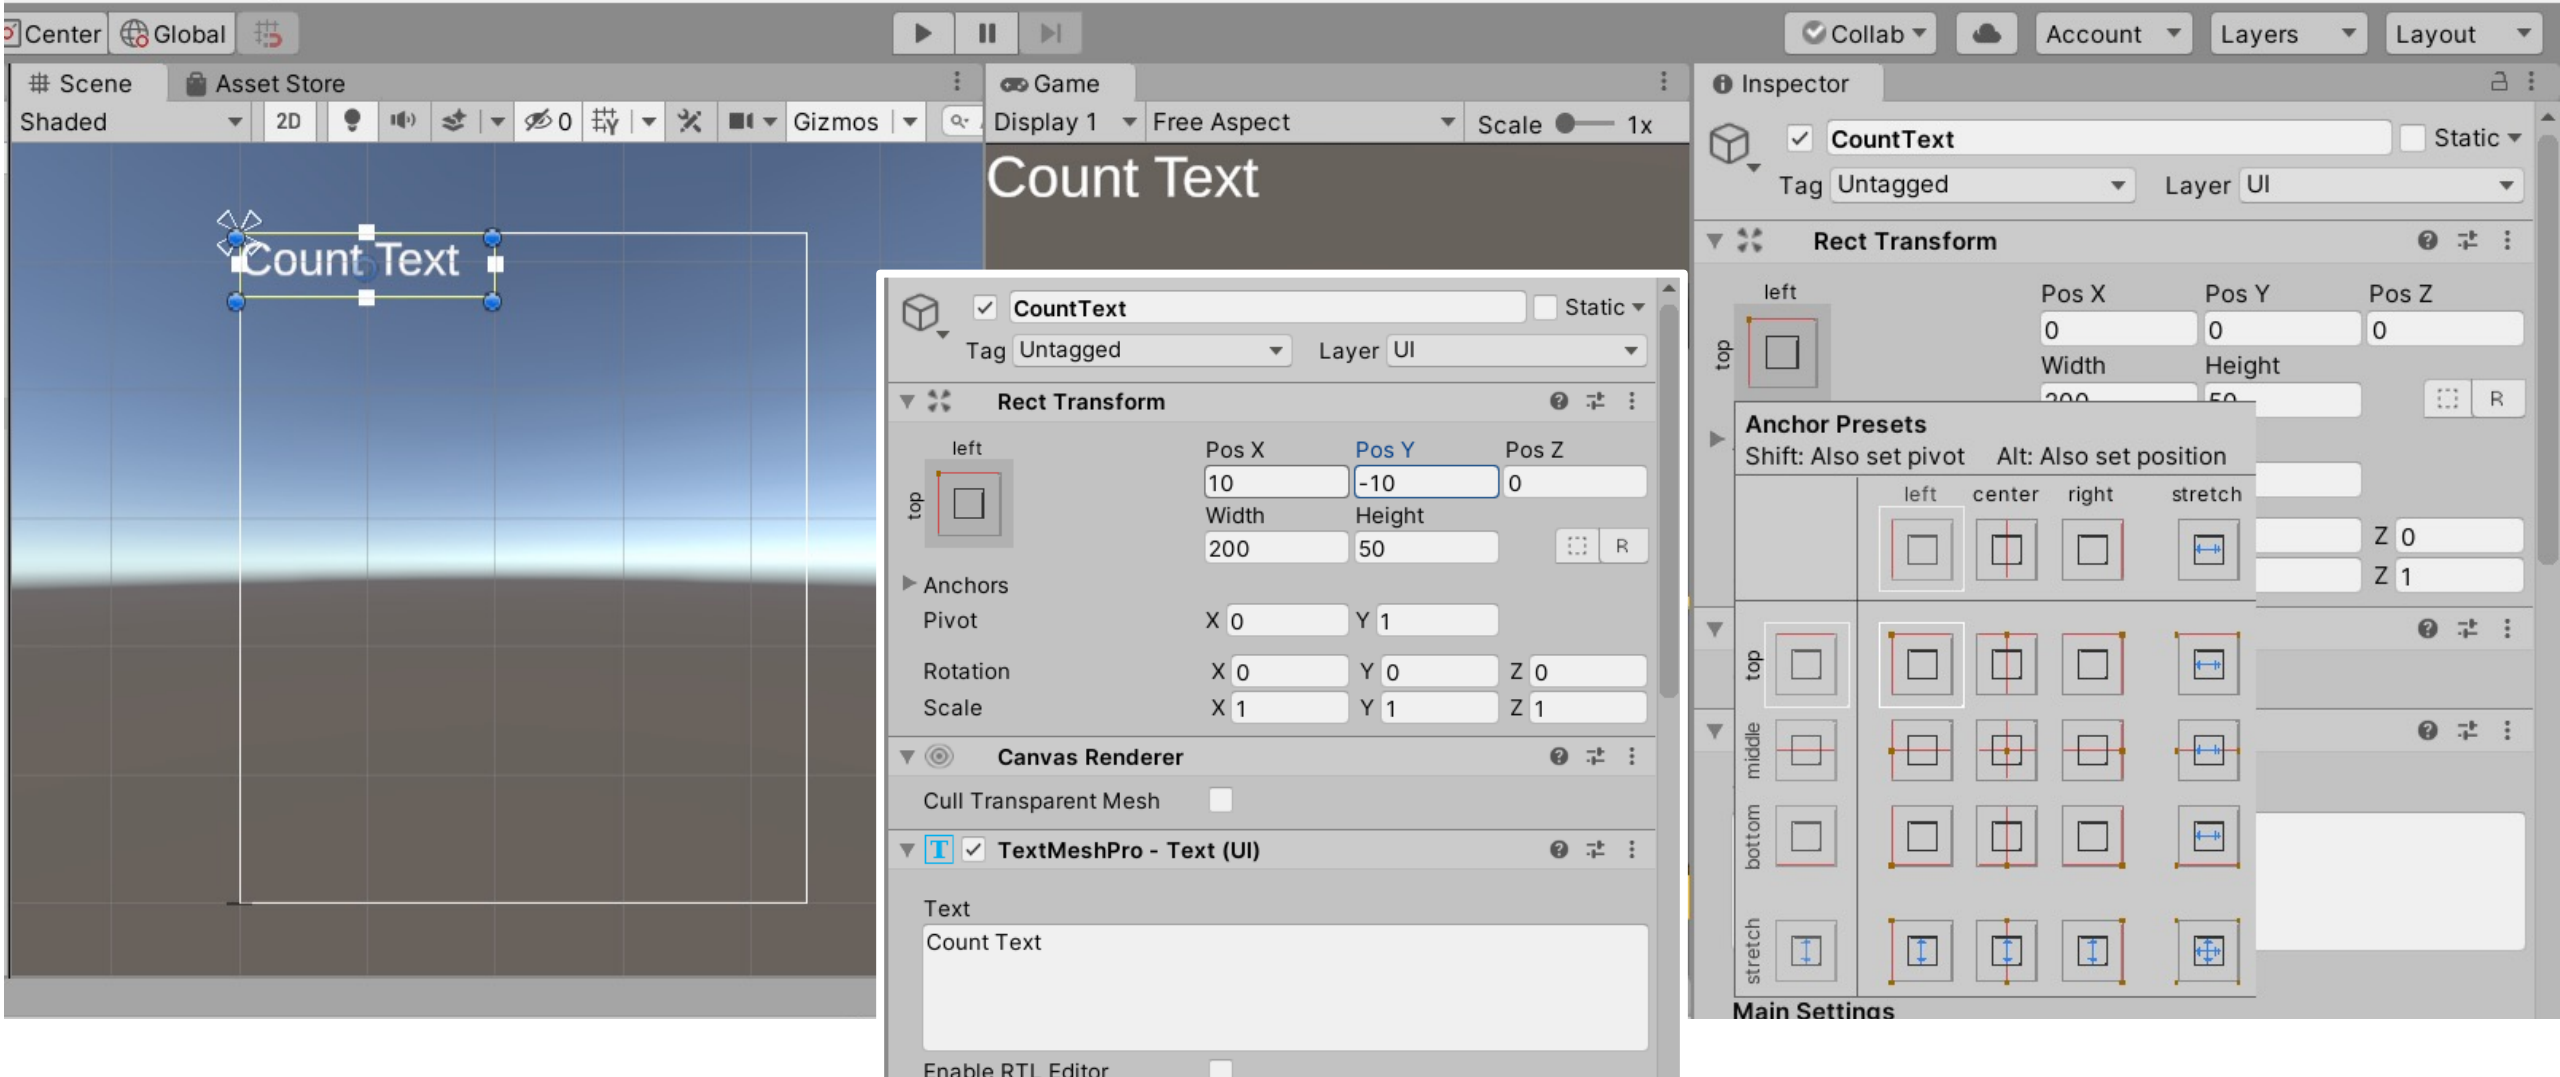 Center Global Collab Account Layers Layout
Scene Asset Store
Shaded 2D 0 Gizmos
Count Text
Game
Display 1 Free Aspect Scale 1x
Count Text
CountText Static
Tag Untagged Layer UI
Rect Transform
left
top
Pos X Pos Y Pos Z
10 -10 0
Width Height
200 50 R
Anchors
Pivot X 0 Y 1
Rotation X 0 Y 0 Z 0
Scale X 1 Y 1 Z 1
Canvas Renderer
Cull Transparent Mesh
T TextMeshPro - Text (UI)
Text
Count Text
Enable RTL Editor
Inspector
CountText Static
Tag Untagged Layer UI
Rect Transform
left
top
Pos X Pos Y Pos Z
0 0 0
Width Height
200 50 R
Anchor Presets
Shift: Also set pivot Alt: Also set position
left center right stretch
top
middle
bottom
stretch
Z 0
Z 1
Main Settings